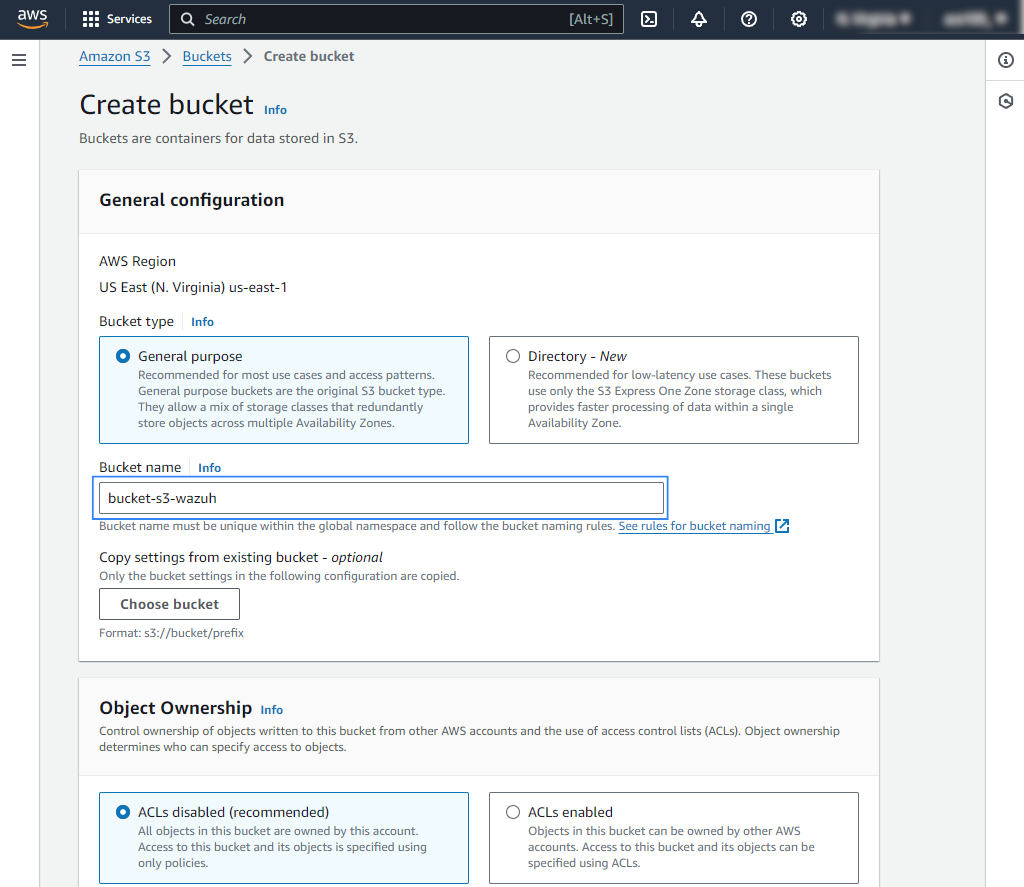 aws
Services
Search
[Alt+S]
Amazon S3 > Buckets > Create bucket
Create bucket Info
Buckets are containers for data stored in S3.
General configuration
AWS Region
US East (N. Virginia) us-east-1
Bucket type Info
General purpose
Recommended for most use cases and access patterns.
General purpose buckets are the original S3 bucket type.
They allow a mix of storage classes that redundantly
store objects across multiple Availability Zones.
Directory - New
Recommended for low-latency use cases. These buckets
use only the S3 Express One Zone storage class, which
provides faster processing of data within a single
Availability Zone.
Bucket name Info
bucket-s3-wazuh
Bucket name must be unique within the global namespace and follow the bucket naming rules. See rules for bucket naming
Copy settings from existing bucket - optional
Only the bucket settings in the following configuration are copied.
Choose bucket
Format: s3://bucket/prefix
Object Ownership Info
Control ownership of objects written to this bucket from other AWS accounts and the use of access control lists (ACLs). Object ownership
determines who can specify access to objects.
ACLs disabled (recommended)
All objects in this bucket are owned by this account.
Access to this bucket and its objects is specified using
only policies.
ACLs enabled
Objects in this bucket can be owned by other AWS
accounts. Access to this bucket and its objects can be
specified using ACLs.